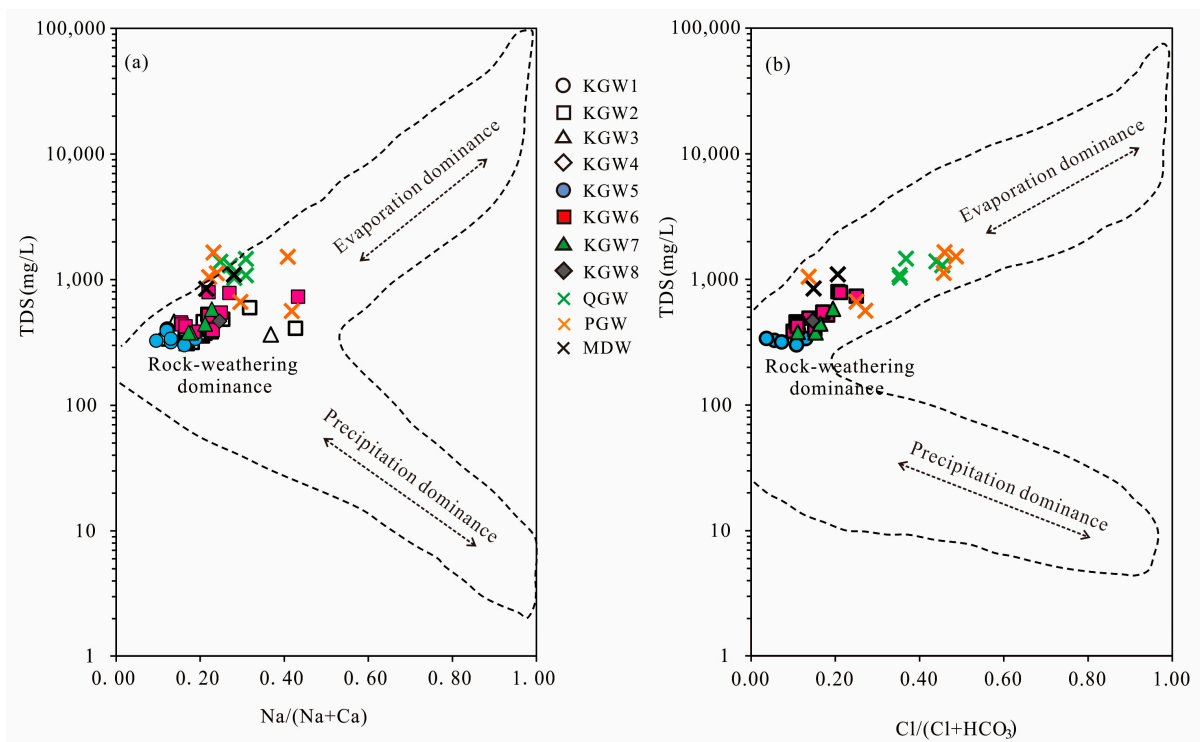 100,000
10,000
1,000
100
10
1
TDS(mg/L)
(a)
Evaporation dominance
Rock-weathering
dominance
Precipitation dominance
0. 00
0. 20
0. 40
0. 60
0. 80
1. 00
Na/(Na+Ca)
KGW1
KGW2
KGW3
KGW4
KGW5
KGW6
KGW7
KGW8
QGW
PGW
MDW
100,000
10,000
1,000
100
10
1
TDS(mg/L)
(b)
Evaporation dominance
Rock-weathering
dominance
Precipitation dominance
0.00
0.20
0.40
0.60
0.80
1.00
Cl/(Cl+HCO₃)